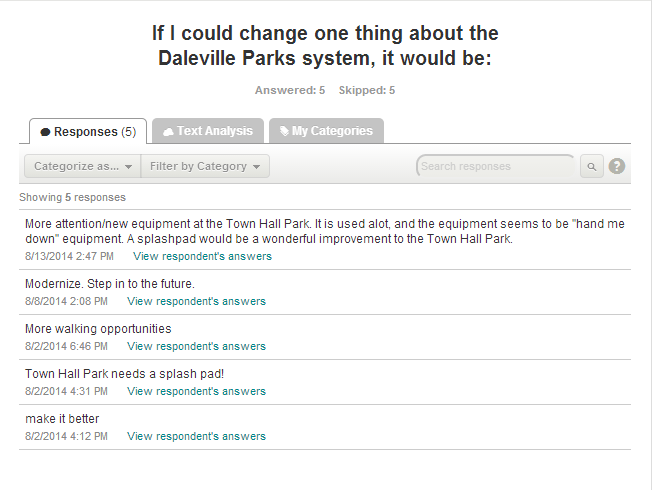 If I could change one thing about the
Daleville Parks system, it would be:
Answered: 5 Skipped: 5
Responses (5) Text Analysis My Categories
Categorize as... Filter by Category Search responses ?
Showing 5 responses
More attention/new equipment at the Town Hall Park. It is used alot, and the equipment seems to be "hand me
down" equipment. A splashpad would be a wonderful improvement to the Town Hall Park.
8/13/2014 2:47 PM View respondent's answers
Modernize. Step in to the future.
8/8/2014 2:08 PM View respondent's answers
More walking opportunities
8/2/2014 6:46 PM View respondent's answers
Town Hall Park needs a splash pad!
8/2/2014 4:31 PM View respondent's answers
make it better
8/2/2014 4:12 PM View respondent's answers